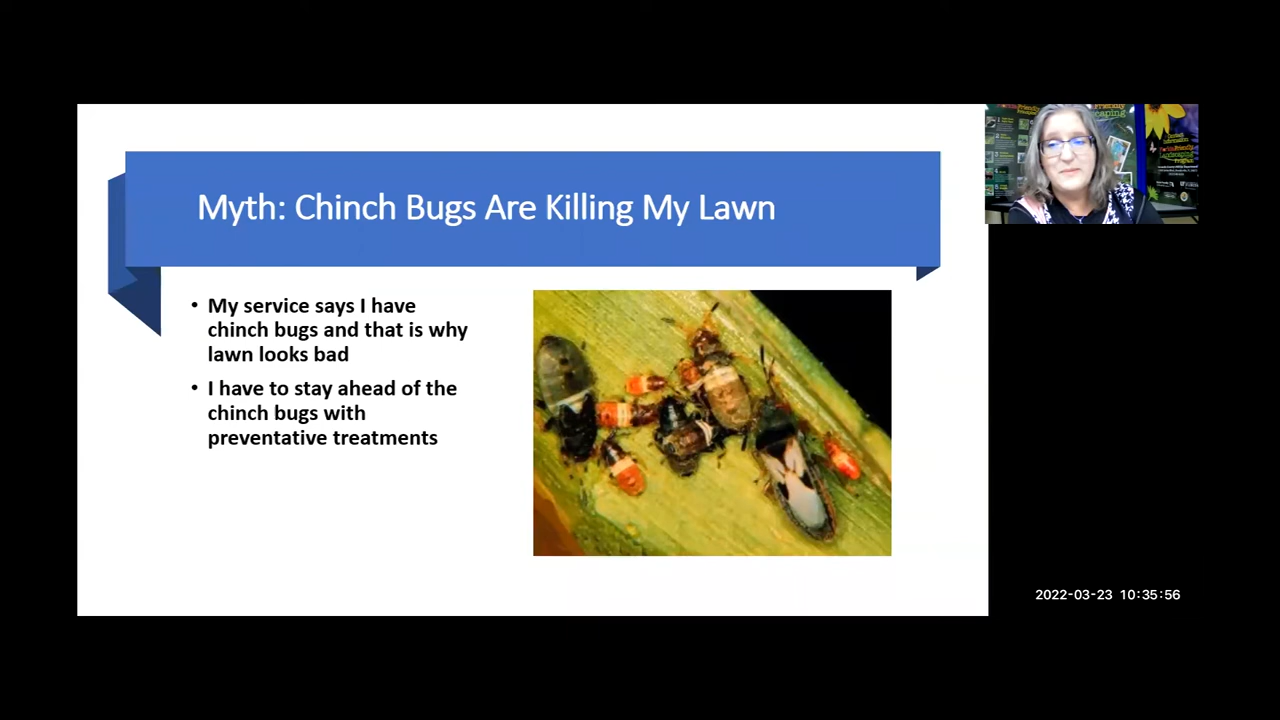 Myth: Chinch Bugs Are Killing My Lawn
• My service says I have
chinch bugs and that is why
lawn looks bad
• I have to stay ahead of the
chinch bugs with
preventative treatments
Friendly
2022-03-23 10:35:56